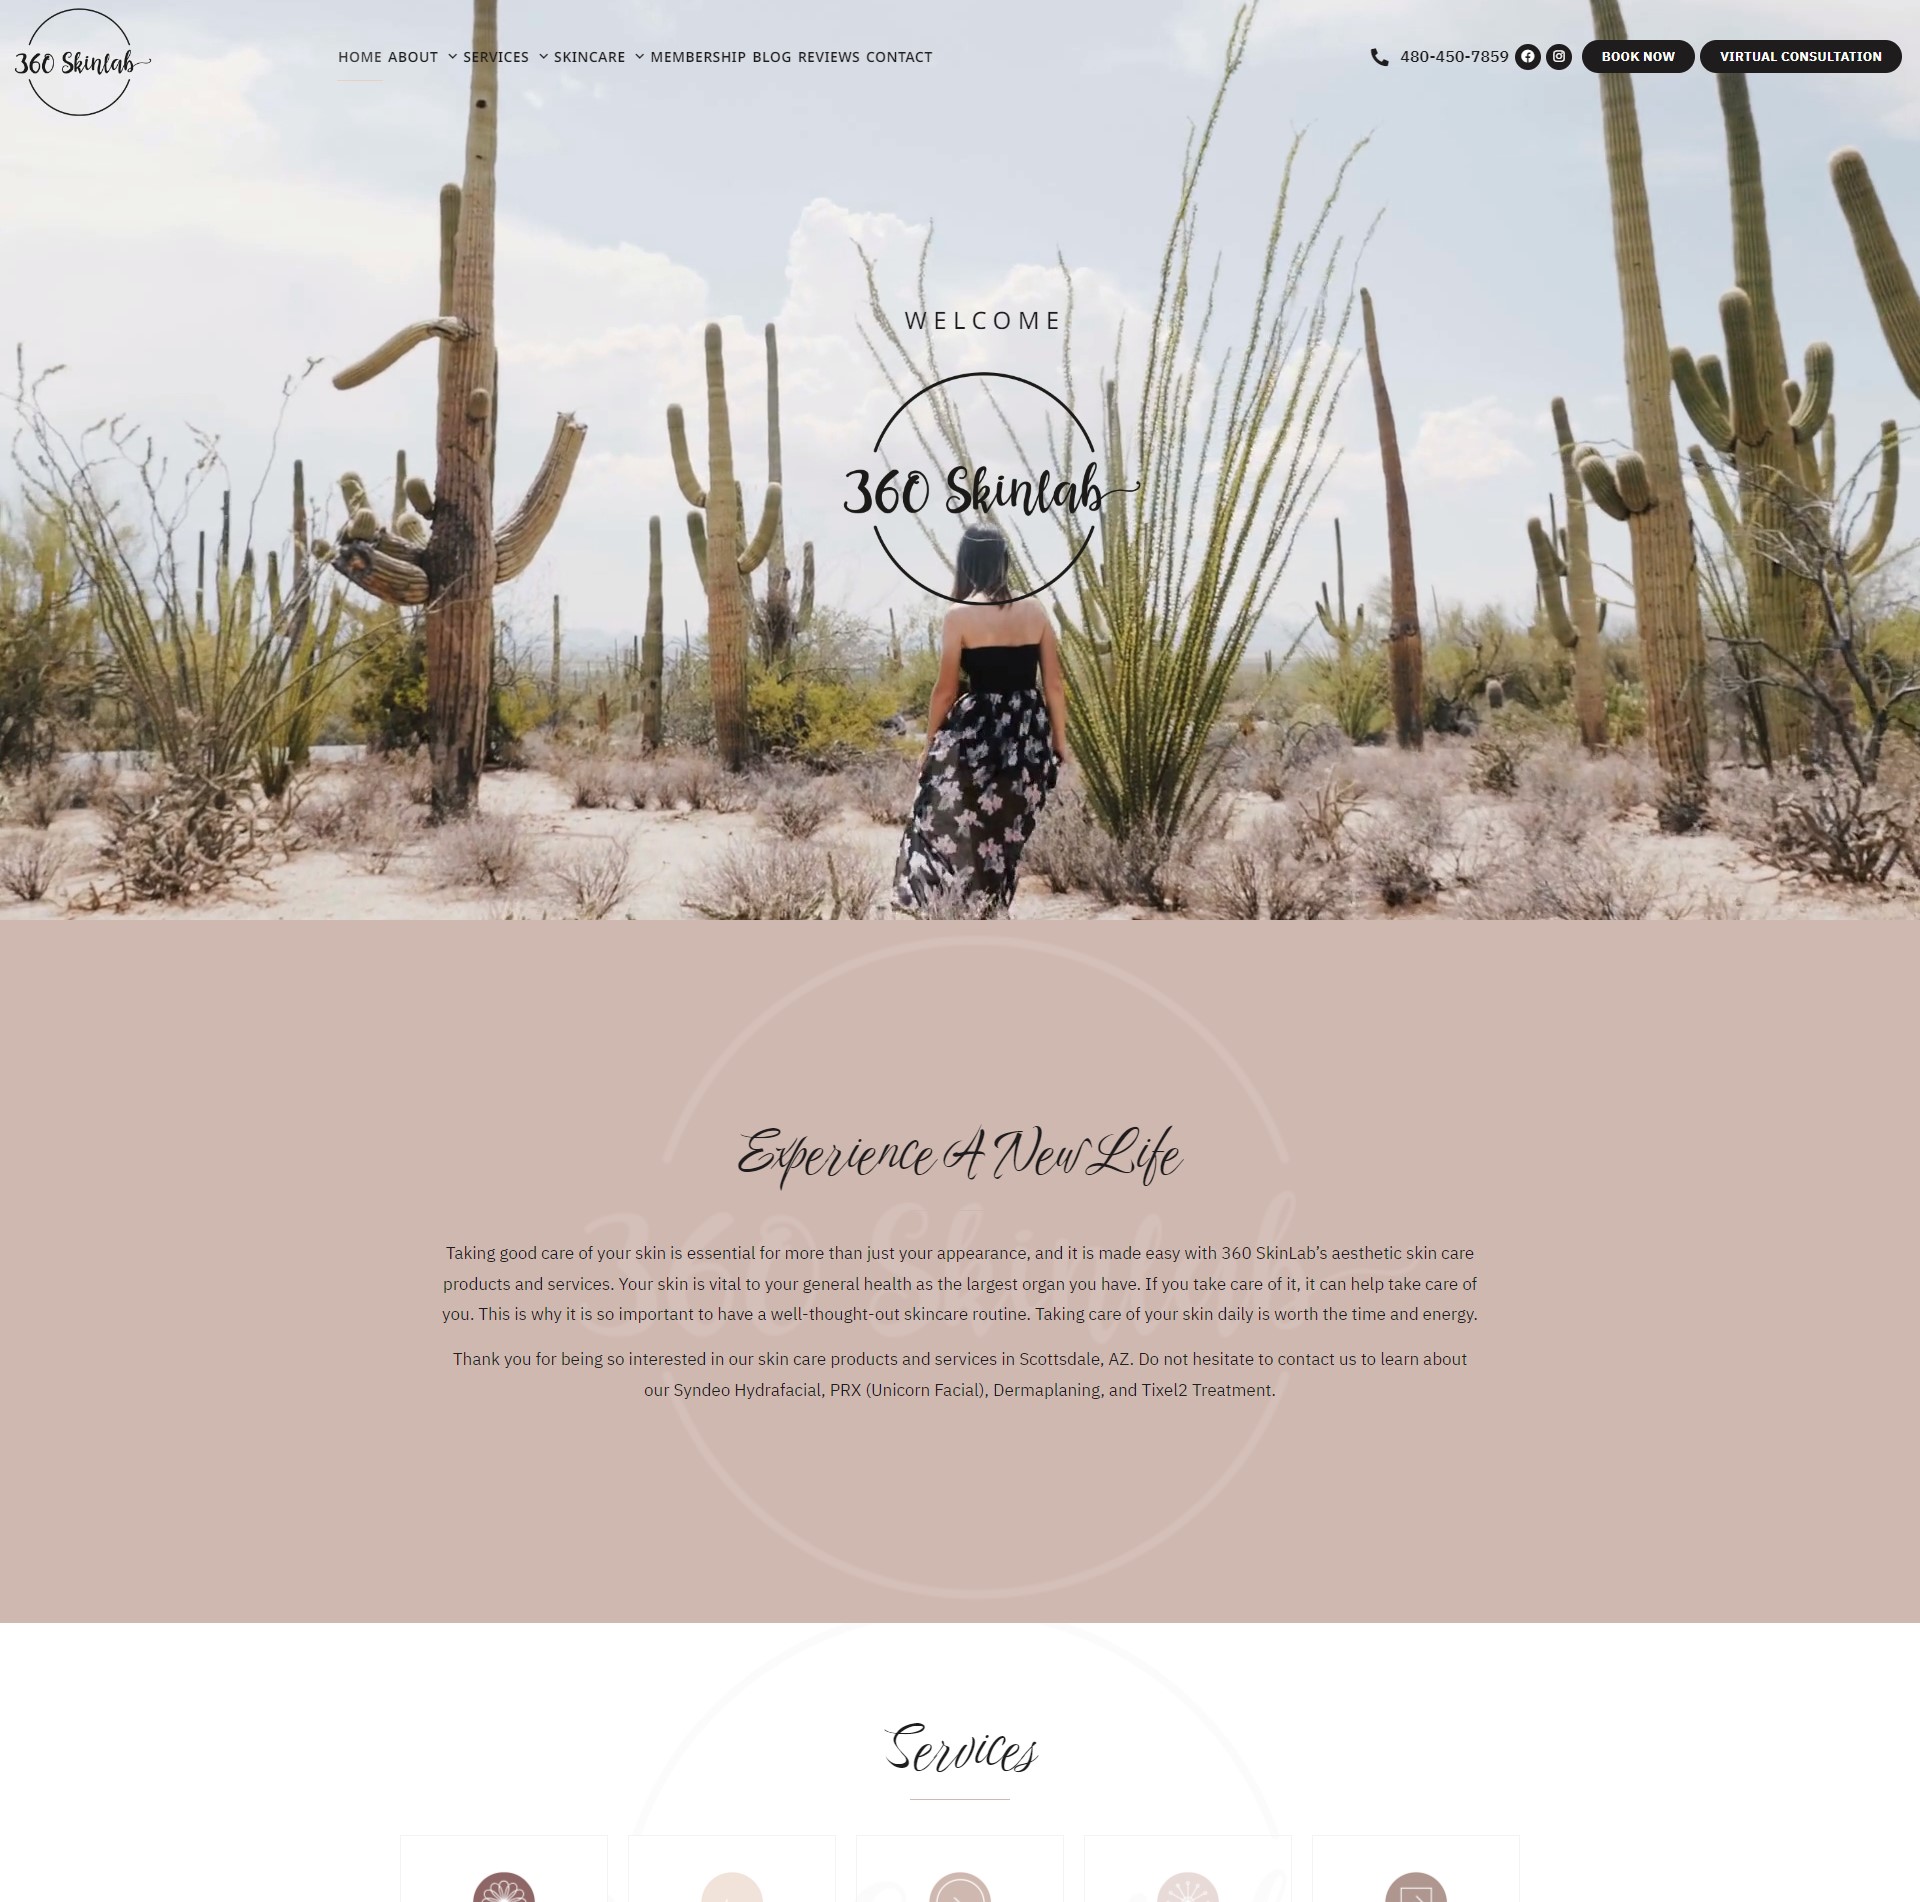 360 Skinlab
HOME ABOUT SERVICES SKINCARE MEMBERSHIP BLOG REVIEWS CONTACT
480-450-7859
BOOK NOW
VIRTUAL CONSULTATION
WELCOME
360 Skinlab
Experience A New Life
360 Skinlab
Taking good care of your skin is essential for more than just your appearance, and it is made easy with 360 SkinLab’s aesthetic skin care
products and services. Your skin is vital to your general health as the largest organ you have. If you take care of it, it can help take care of
you. This is why it is so important to have a well-thought-out skincare routine. Taking care of your skin daily is worth the time and energy.
Thank you for being so interested in our skin care products and services in Scottsdale, AZ. Do not hesitate to contact us to learn about
our Syndeo Hydrafacial, PRX (Unicorn Facial), Dermaplaning, and Tixel2 Treatment.
Services